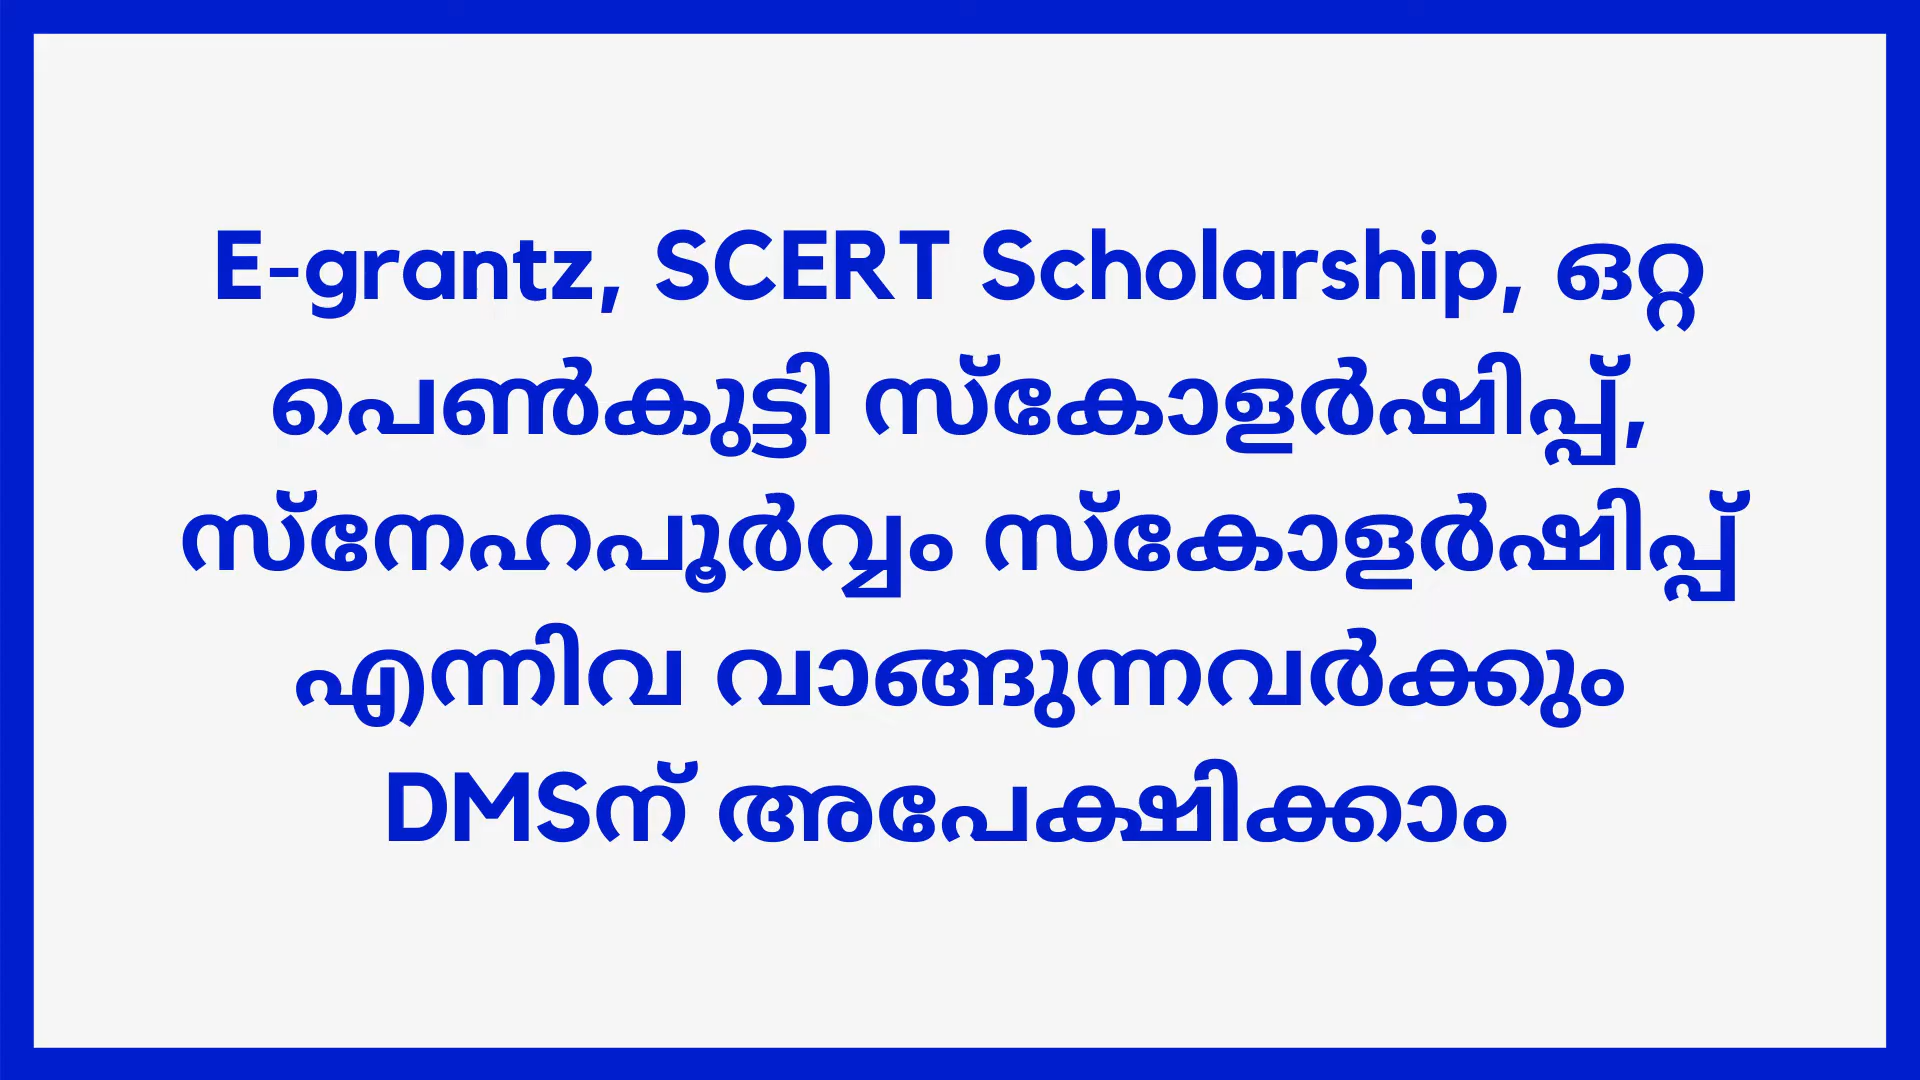 E-grantz, SCERT Scholarship, ഒറ്റ
പെൺകുട്ടി സ്കോളർഷിപ്പ്,
സ്നേഹപൂർവ്വം സ്കോളർഷിപ്പ്
എന്നിവ വാങ്ങുന്നവർക്കും
DMSന് അപേക്ഷിക്കാം